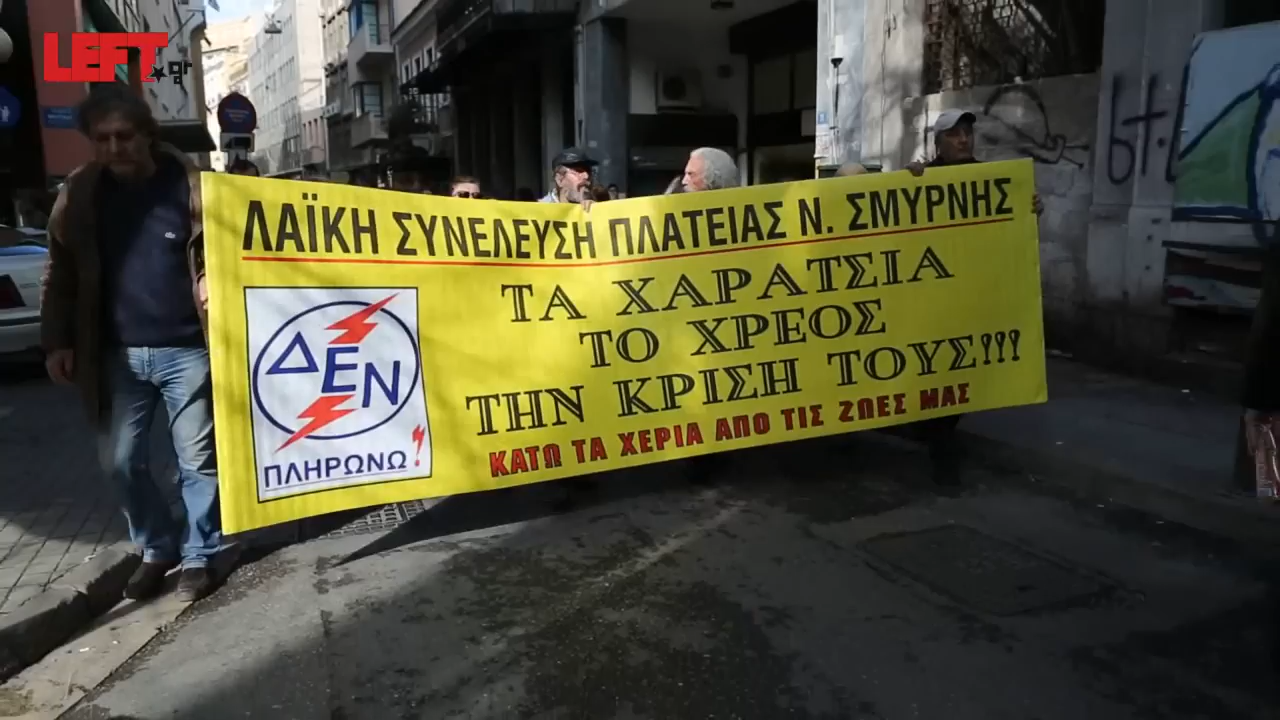 LEFT.gr
ΛΑΪΚΗ ΣΥΝΕΛΕΥΣΗ ΠΛΑΤΕΙΑΣ Ν. ΣΜΥΡΝΗΣ
ΤΑ ΧΑΡΑΤΣΙΑ
ΤΟ ΧΡΕΟΣ
ΤΗΝ ΚΡΙΣΗ ΤΟΥΣ!!!
ΚΑΤΩ ΤΑ ΧΕΡΙΑ ΑΠΟ ΤΙΣ ΖΩΕΣ ΜΑΣ
ΔΕΝ
ΠΛΗΡΩΝΩ!